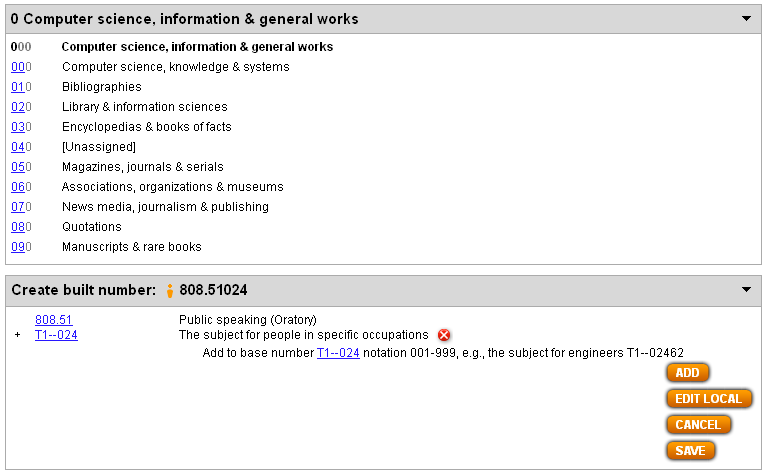 0 Computer science, information & general works
000 Computer science, information & general works
000 Computer science, knowledge & systems
010 Bibliographies
020 Library & information sciences
030 Encyclopedias & books of facts
040 [Unassigned]
050 Magazines, journals & serials
060 Associations, organizations & museums
070 News media, journalism & publishing
080 Quotations
090 Manuscripts & rare books
Create built number: 808.51024
808.51 Public speaking (Oratory)
+ T1--024 The subject for people in specific occupations
Add to base number T1--024 notation 001-999, e.g., the subject for engineers T1--02462
ADD
EDIT LOCAL
CANCEL
SAVE